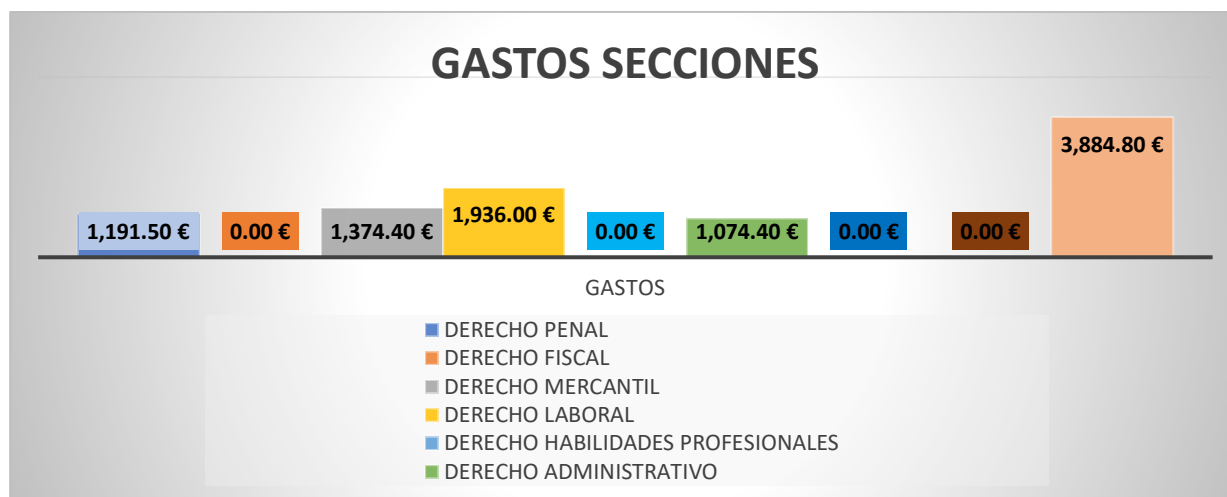 GASTOS SECCIONES
3,884.80 €
1,191.50 € 0.00 € 1,374.40 € 1,936.00 € 0.00 € 1,074.40 € 0.00 € 0.00 €
GASTOS
DERECHO PENAL
DERECHO FISCAL
DERECHO MERCANTIL
DERECHO LABORAL
DERECHO HABILIDADES PROFESIONALES
DERECHO ADMINISTRATIVO